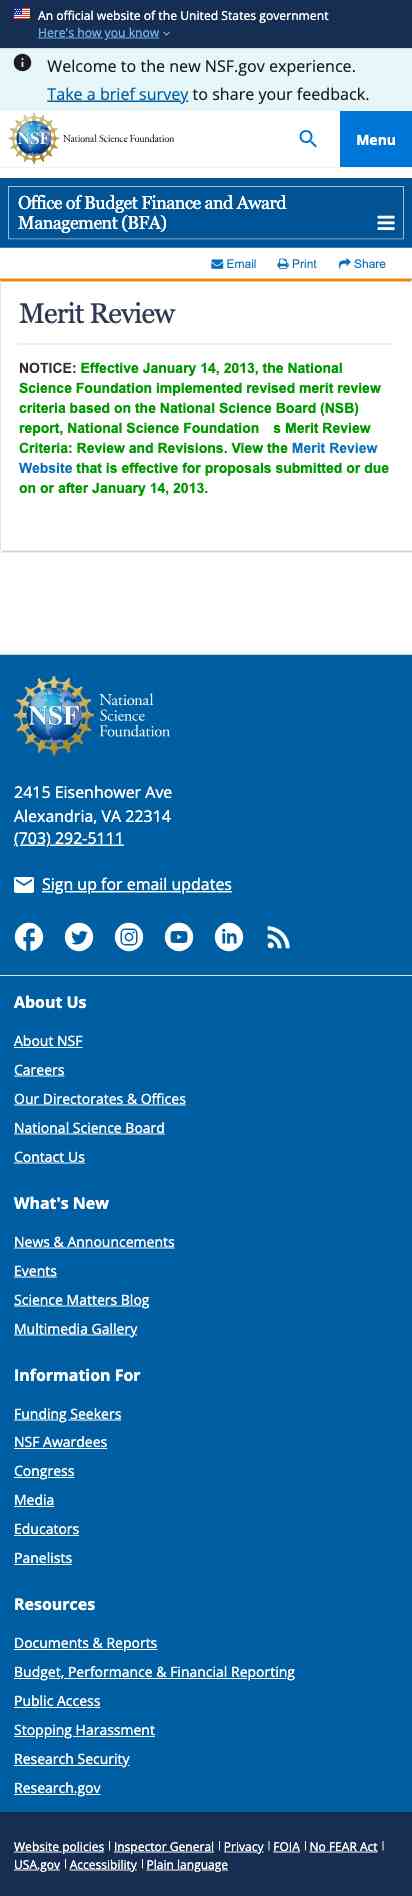 An official website of the United States government
Here's how you know
Welcome to the new NSF.gov experience.
Take a brief survey to share your feedback.
NSF
National Science Foundation
Menu
Office of Budget Finance and Award
Management (BFA)
Email
Print
Share
Merit Review
NOTICE: Effective January 14, 2013, the National
Science Foundation implemented revised merit review
criteria based on the National Science Board (NSB)
report, National Science Foundation s Merit Review
Criteria: Review and Revisions. View the Merit Review
Website that is effective for proposals submitted or due
on or after January 14, 2013.
NSF
National
Science
Foundation
2415 Eisenhower Ave
Alexandria, VA 22314
(703) 292-5111
Sign up for email updates
About Us
About NSF
Careers
Our Directorates & Offices
National Science Board
Contact Us
What's New
News & Announcements
Events
Science Matters Blog
Multimedia Gallery
Information For
Funding Seekers
NSF Awardees
Congress
Media
Educators
Panelists
Resources
Documents & Reports
Budget, Performance & Financial Reporting
Public Access
Stopping Harassment
Research Security
Research.gov
Website policies | Inspector General | Privacy | FOIA | No FEAR Act |
USA.gov | Accessibility | Plain language